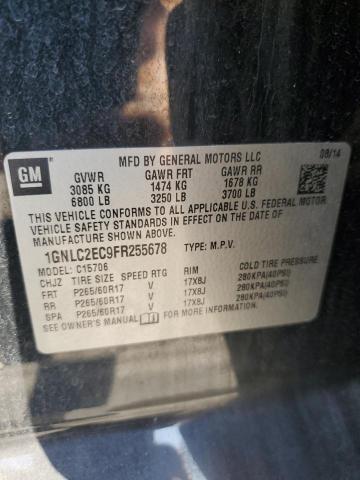 MFD BY GENERAL MOTORS LLC 08/14
GM GVWR GAWR FRT GAWR RR
3085 KG 1474 KG 1678 KG
6800 LB 3250 LB 3700 LB
THIS VEHICLE CONFORMS TO ALL APPLICABLE U.S. FEDERAL MOTOR
VEHICLE SAFETY STANDARDS IN EFFECT ON THE DATE OF
MANUFACTURE SHOWN ABOVE.
1GNLC2EC9FR255678 TYPE: M.P.V.
MODEL: C15706
CHJZ TIRE SIZE SPEED RTG RIM COLD TIRE PRESSURE
FRT P265/60R17 V 17X8J 280KPA(40PSI)
RR P265/60R17 V 17X8J 280KPA(40PSI)
SPA P265/60R17 V 17X8J 280KPA(40PSI)
SEE OWNER'S MANUAL FOR MORE INFORMATION.